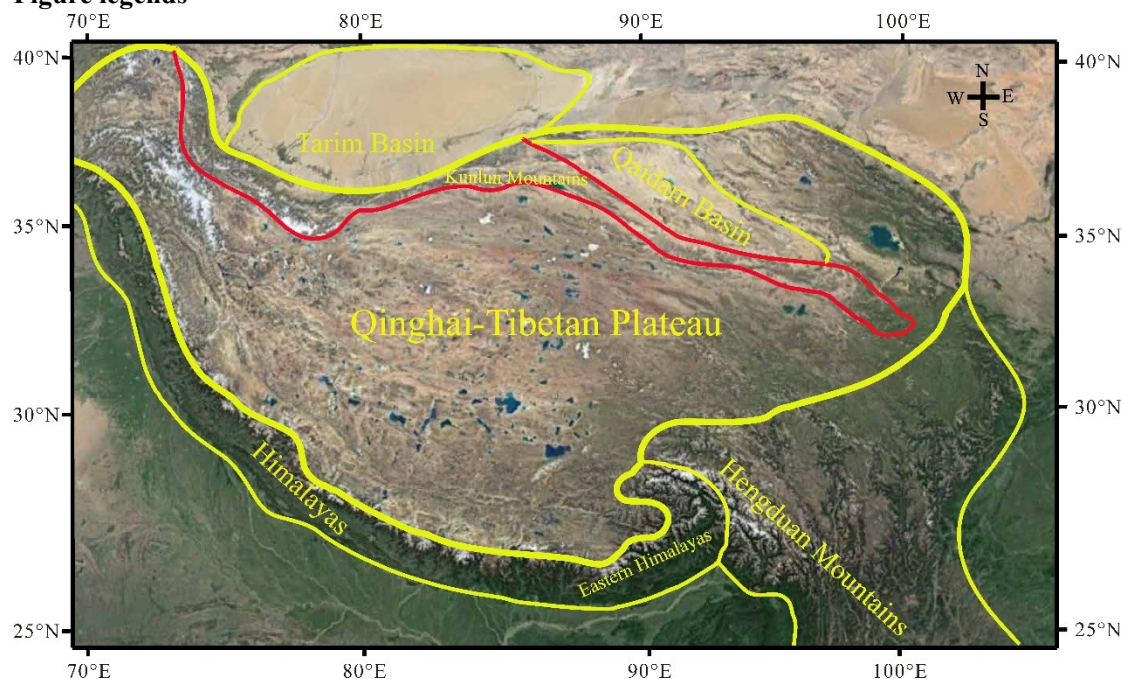 Figure legends
70°E 80°E 90°E 100°E
40°N 40°N
N
W E
S
Tarim Basin
Qaidam Basin
Kunlun Mountains
35°N 35°N
Qinghai-Tibetan Plateau
30°N 30°N
Himalayas
Hengduan Mountains
Eastern Himalayas
25°N 25°N
70°E 80°E 90°E 100°E